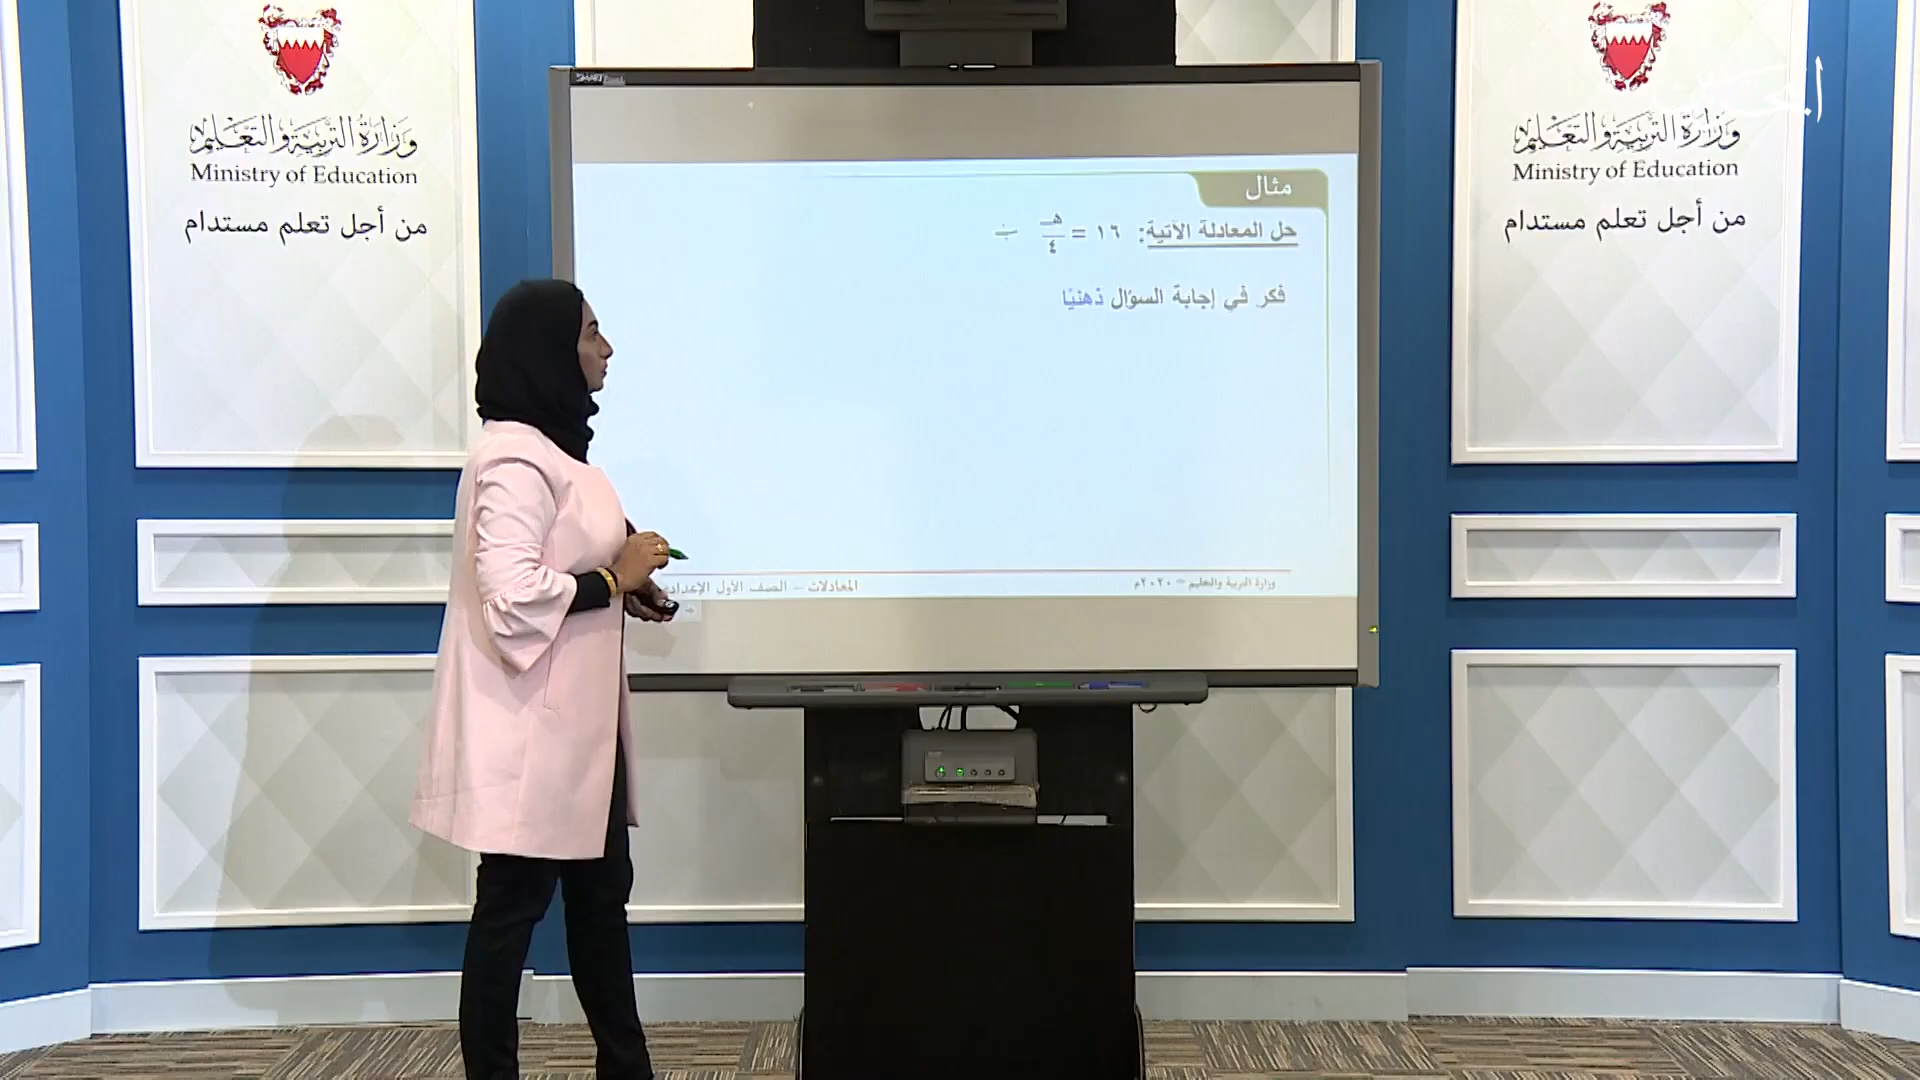 وزارة التربية والتعليم
Ministry of Education
من أجل تعلم مستدام
SMART
مثال
حل المعادلة الآتية: ١٦ = هـ/٤ ÷
فكر في إجابة السؤال ذهنيًا
وزارة التربية والتعليم – ٢٠٢٠م
المعادلات – الصف الأول الإعدادي
وزارة التربية والتعليم
Ministry of Education
من أجل تعلم مستدام